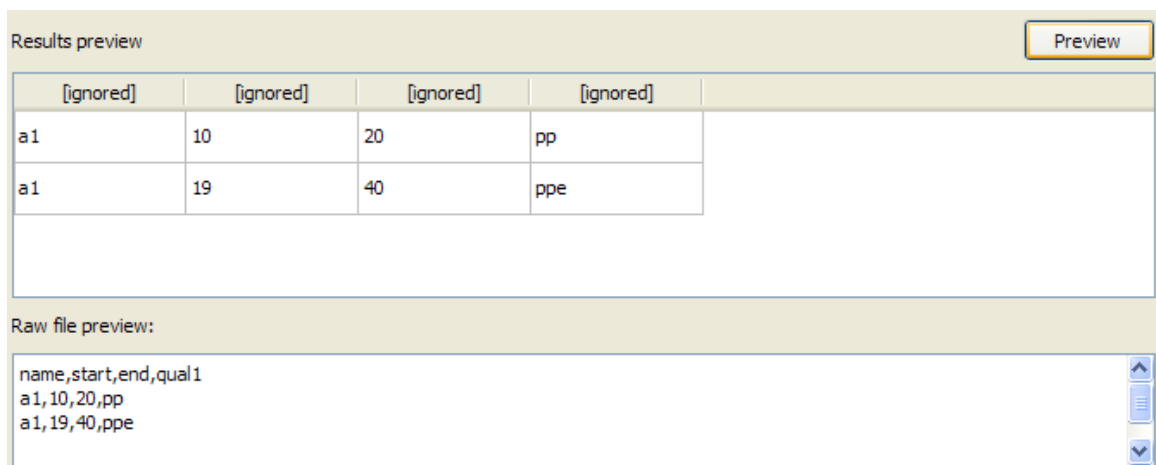 Results preview Preview
[ignored] [ignored] [ignored] [ignored]
a1 10 20 pp
a1 19 40 ppe
Raw file preview:
name,start,end,qual1
a1,10,20,pp
a1,19,40,ppe